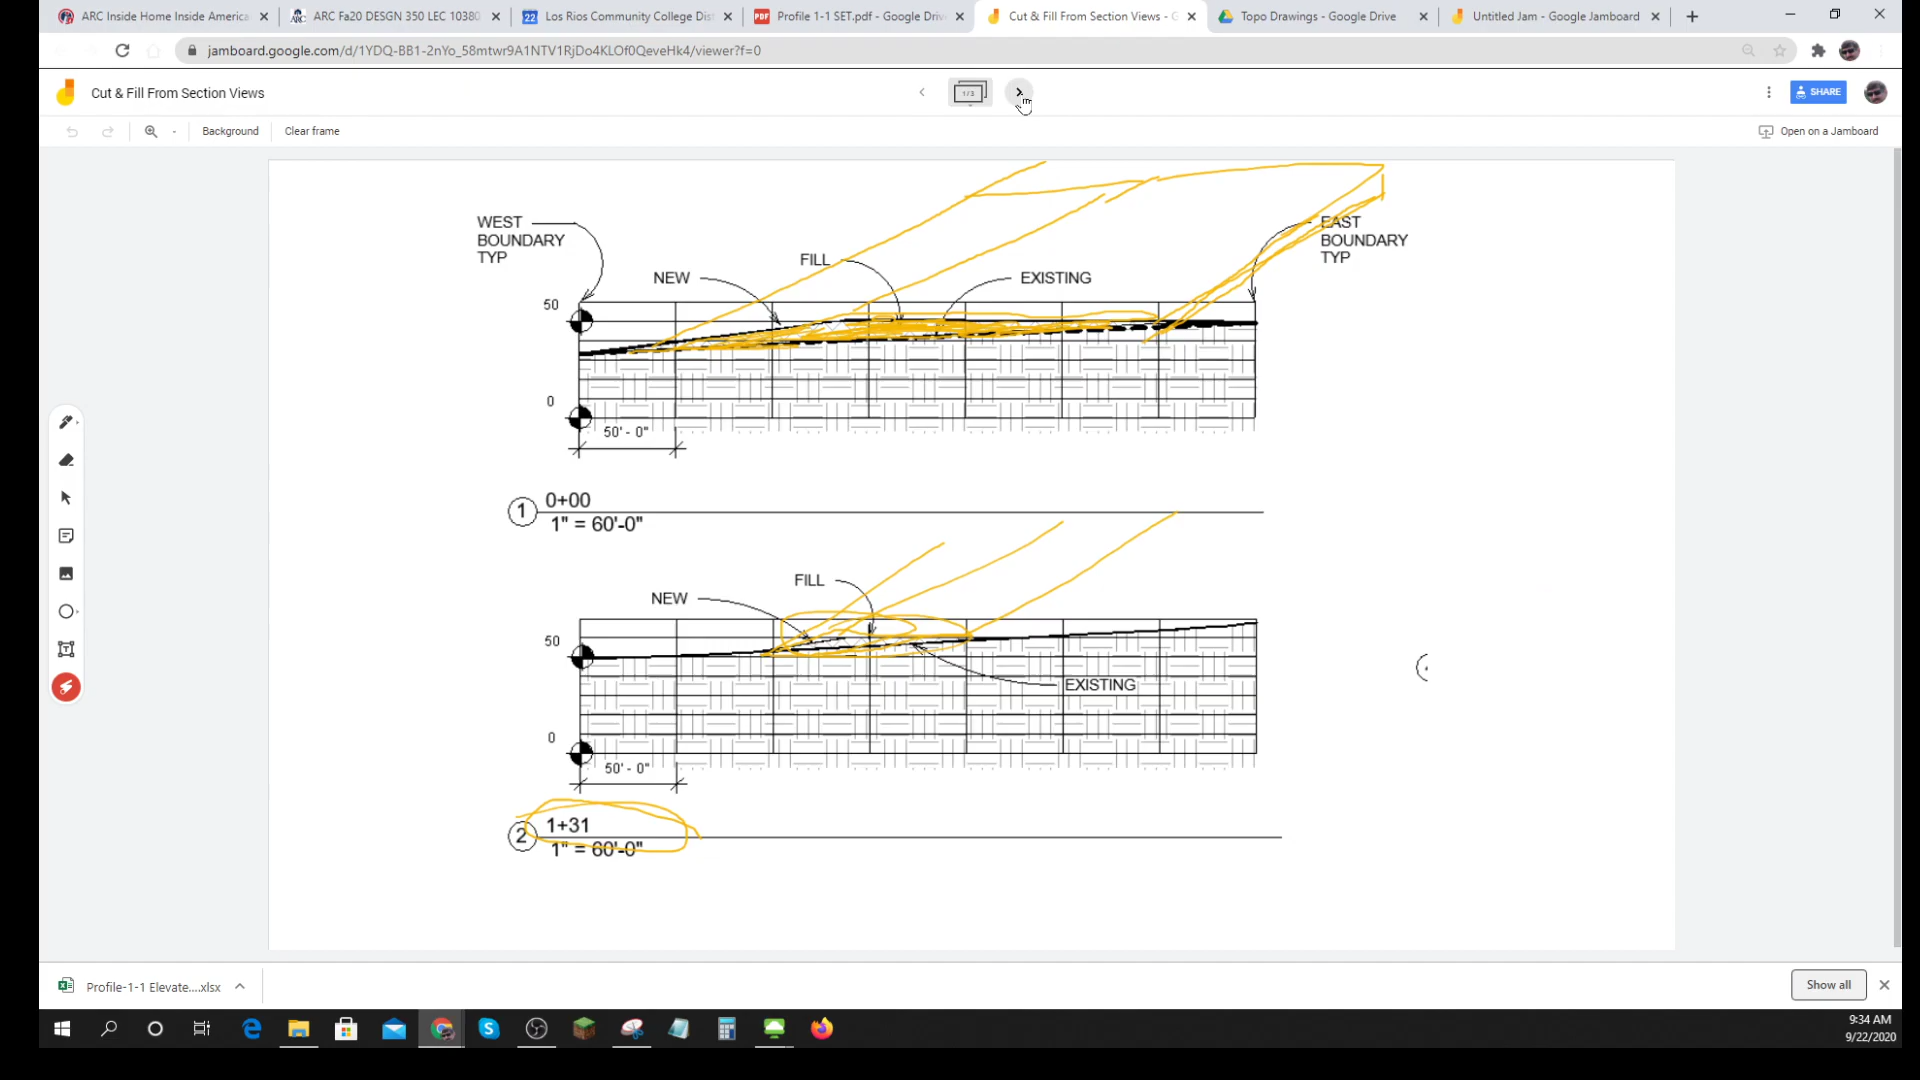 ARC Inside Home Inside America
ARC Fa20 DESGN 350 LEC 10380
Los Rios Community College Dist
Profile 1-1 SET.pdf - Google Drive
Cut & Fill From Section Views - G
Topo Drawings - Google Drive
Untitled Jam - Google Jamboard
jamboard.google.com/d/1YDQ-BB1-2nYo_58mtwr9A1NTV1RjDo4KLOf0QeveHk4/viewer?f=0
Cut & Fill From Section Views
1/3
SHARE
Background
Clear frame
Open on a Jamboard
WEST
BOUNDARY
TYP
NEW
FILL
EXISTING
EAST
BOUNDARY
TYP
50
0
50' - 0"
1
0+00
1" = 60'-0"
NEW
FILL
EXISTING
50
0
50' - 0"
2
1+31
1" = 60'-0"
Profile-1-1 Elevate....xlsx
Show all
9:34 AM
9/22/2020